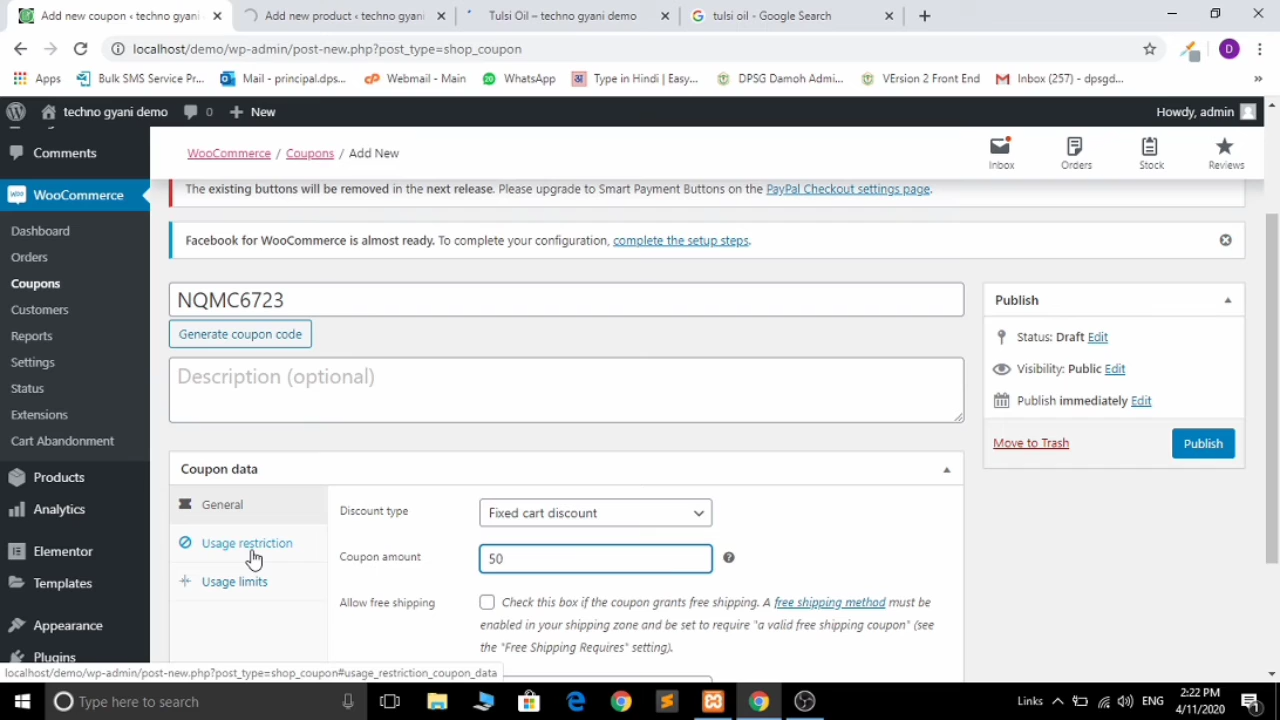 Add new coupon ‹ techno gyani
Add new product ‹ techno gyani
Tulsi Oil – techno gyani demo
tulsi oil - Google Search
localhost/demo/wp-admin/post-new.php?post_type=shop_coupon
D
Apps
Bulk SMS Service Pr...
Mail - principal.dps...
Webmail - Main
WhatsApp
Type in Hindi | Easy...
DPSG Damoh Admi...
VErsion 2 Front End
Inbox (257) - dpsgd...
»
techno gyani demo
0
New
Howdy, admin
Comments
WooCommerce
Dashboard
Orders
Coupons
Customers
Reports
Settings
Status
Extensions
Cart Abandonment
Products
Analytics
Elementor
Templates
Appearance
Plugins
WooCommerce / Coupons / Add New
Inbox
Orders
Stock
Reviews
The existing buttons will be removed in the next release. Please upgrade to Smart Payment Buttons on the PayPal Checkout settings page.
Facebook for WooCommerce is almost ready. To complete your configuration, complete the setup steps.
NQMC6723
Generate coupon code
Description (optional)
Publish
Status: Draft Edit
Visibility: Public Edit
Publish immediately Edit
Move to Trash
Publish
Coupon data
General
Usage restriction
Usage limits
Discount type
Fixed cart discount
Coupon amount
50
Allow free shipping
Check this box if the coupon grants free shipping. A free shipping method must be
enabled in your shipping zone and be set to require "a valid free shipping coupon" (see
the "Free Shipping Requires" setting).
localhost/demo/wp-admin/post-new.php?post_type=shop_coupon#usage_restriction_coupon_data
Type here to search
Links
ENG
2:22 PM
4/11/2020